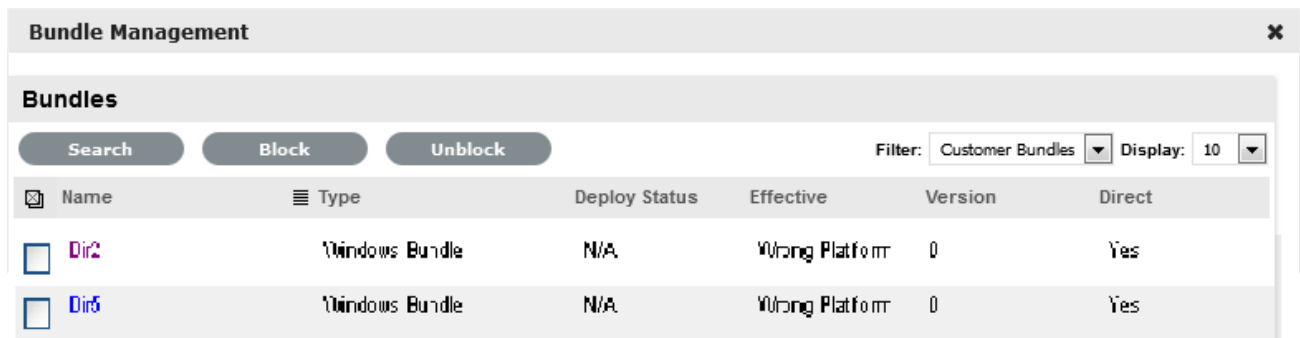 Bundle Management
Bundles
Search Block Unblock Filter: Customer Bundles Display: 10
Name Type Deploy Status Effective Version Direct
Dir2 Windows Bundle N/A Wrong Platform 0 Yes
Dir5 Windows Bundle N/A Wrong Platform 0 Yes